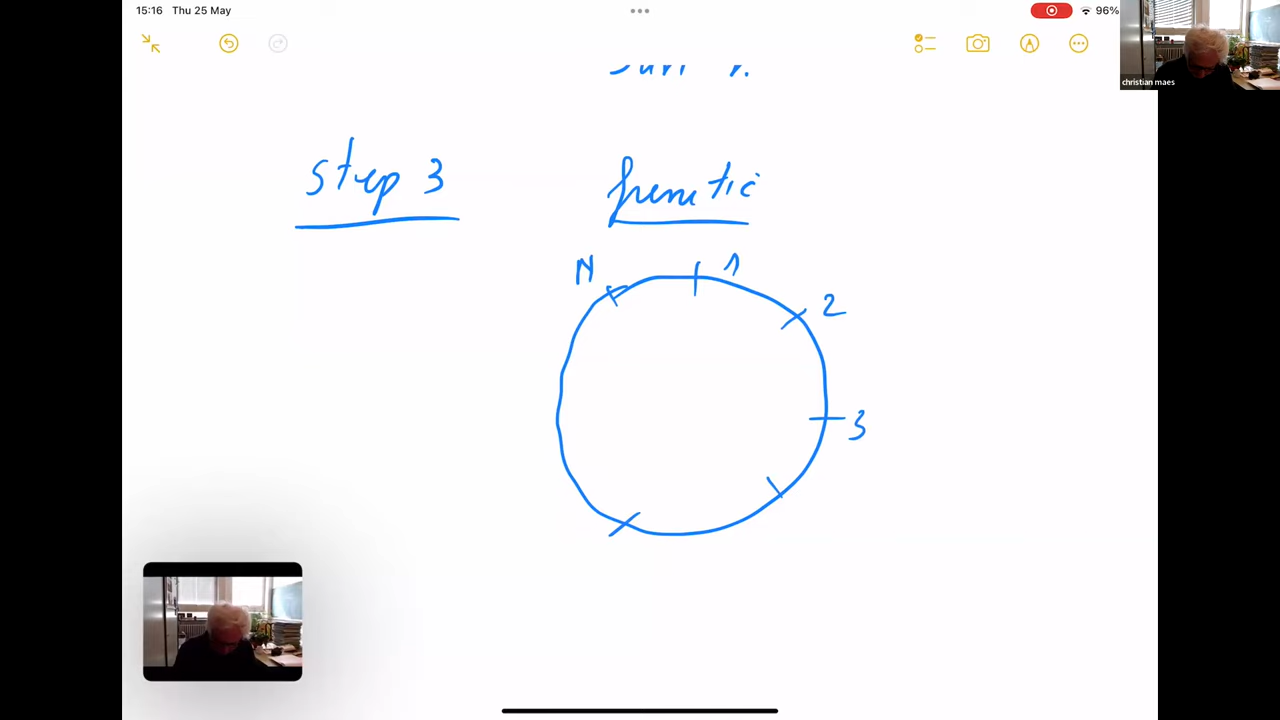 15:16 Thu 25 May
96%
christian maes
step 3 frenetic
N 1
2
3